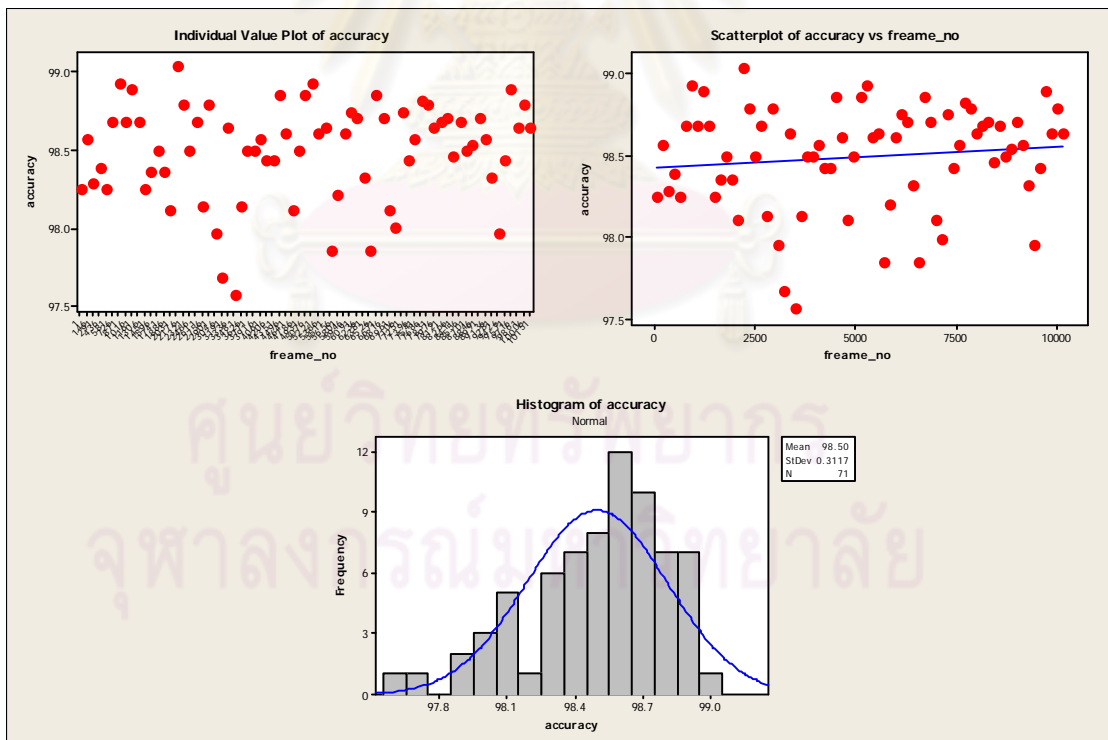 Individual Value Plot of accuracy
accuracy
99.0
98.5
98.0
97.5
freame_no
Scatterplot of accuracy vs freame_no
accuracy
99.0
98.5
98.0
97.5
0 2500 5000 7500 10000
freame_no
Histogram of accuracy
Normal
Mean 98.50
StDev 0.3117
N 71
Frequency
12
9
6
3
0
97.8 98.1 98.4 98.7 99.0
accuracy
ศูนย์วิทยทรัพยากร
จุฬาลงกรณ์มหาวิทยาลัย